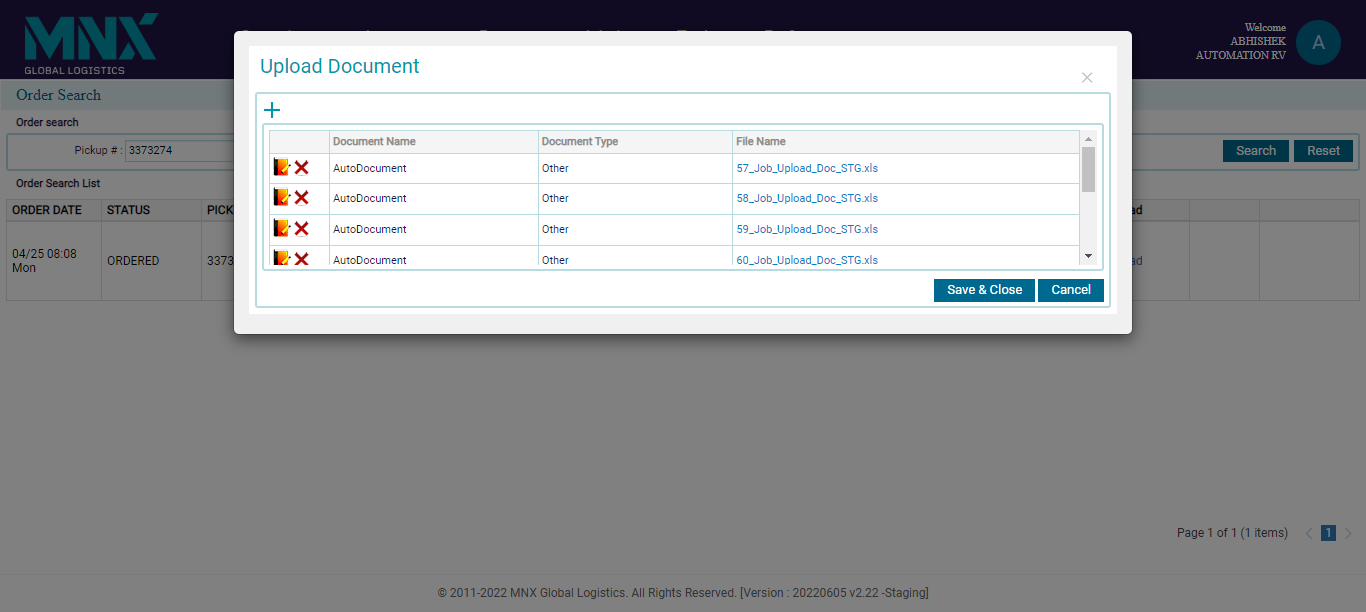 MNX
GLOBAL LOGISTICS
Welcome
ABHISHEK
AUTOMATION RV
A
Order Search
Order search
Pickup # : 3373274
Search Reset
Order Search List
ORDER DATE STATUS PICK ad
04/25 08:08
Mon
ORDERED 3373 ad
Upload Document
×
+
Document Name Document Type File Name
AutoDocument Other 57_Job_Upload_Doc_STG.xls
AutoDocument Other 58_Job_Upload_Doc_STG.xls
AutoDocument Other 59_Job_Upload_Doc_STG.xls
AutoDocument Other 60_Job_Upload_Doc_STG.xls
Save & Close Cancel
Page 1 of 1 (1 items) 1
© 2011-2022 MNX Global Logistics. All Rights Reserved. [Version : 20220605 v2.22 -Staging]